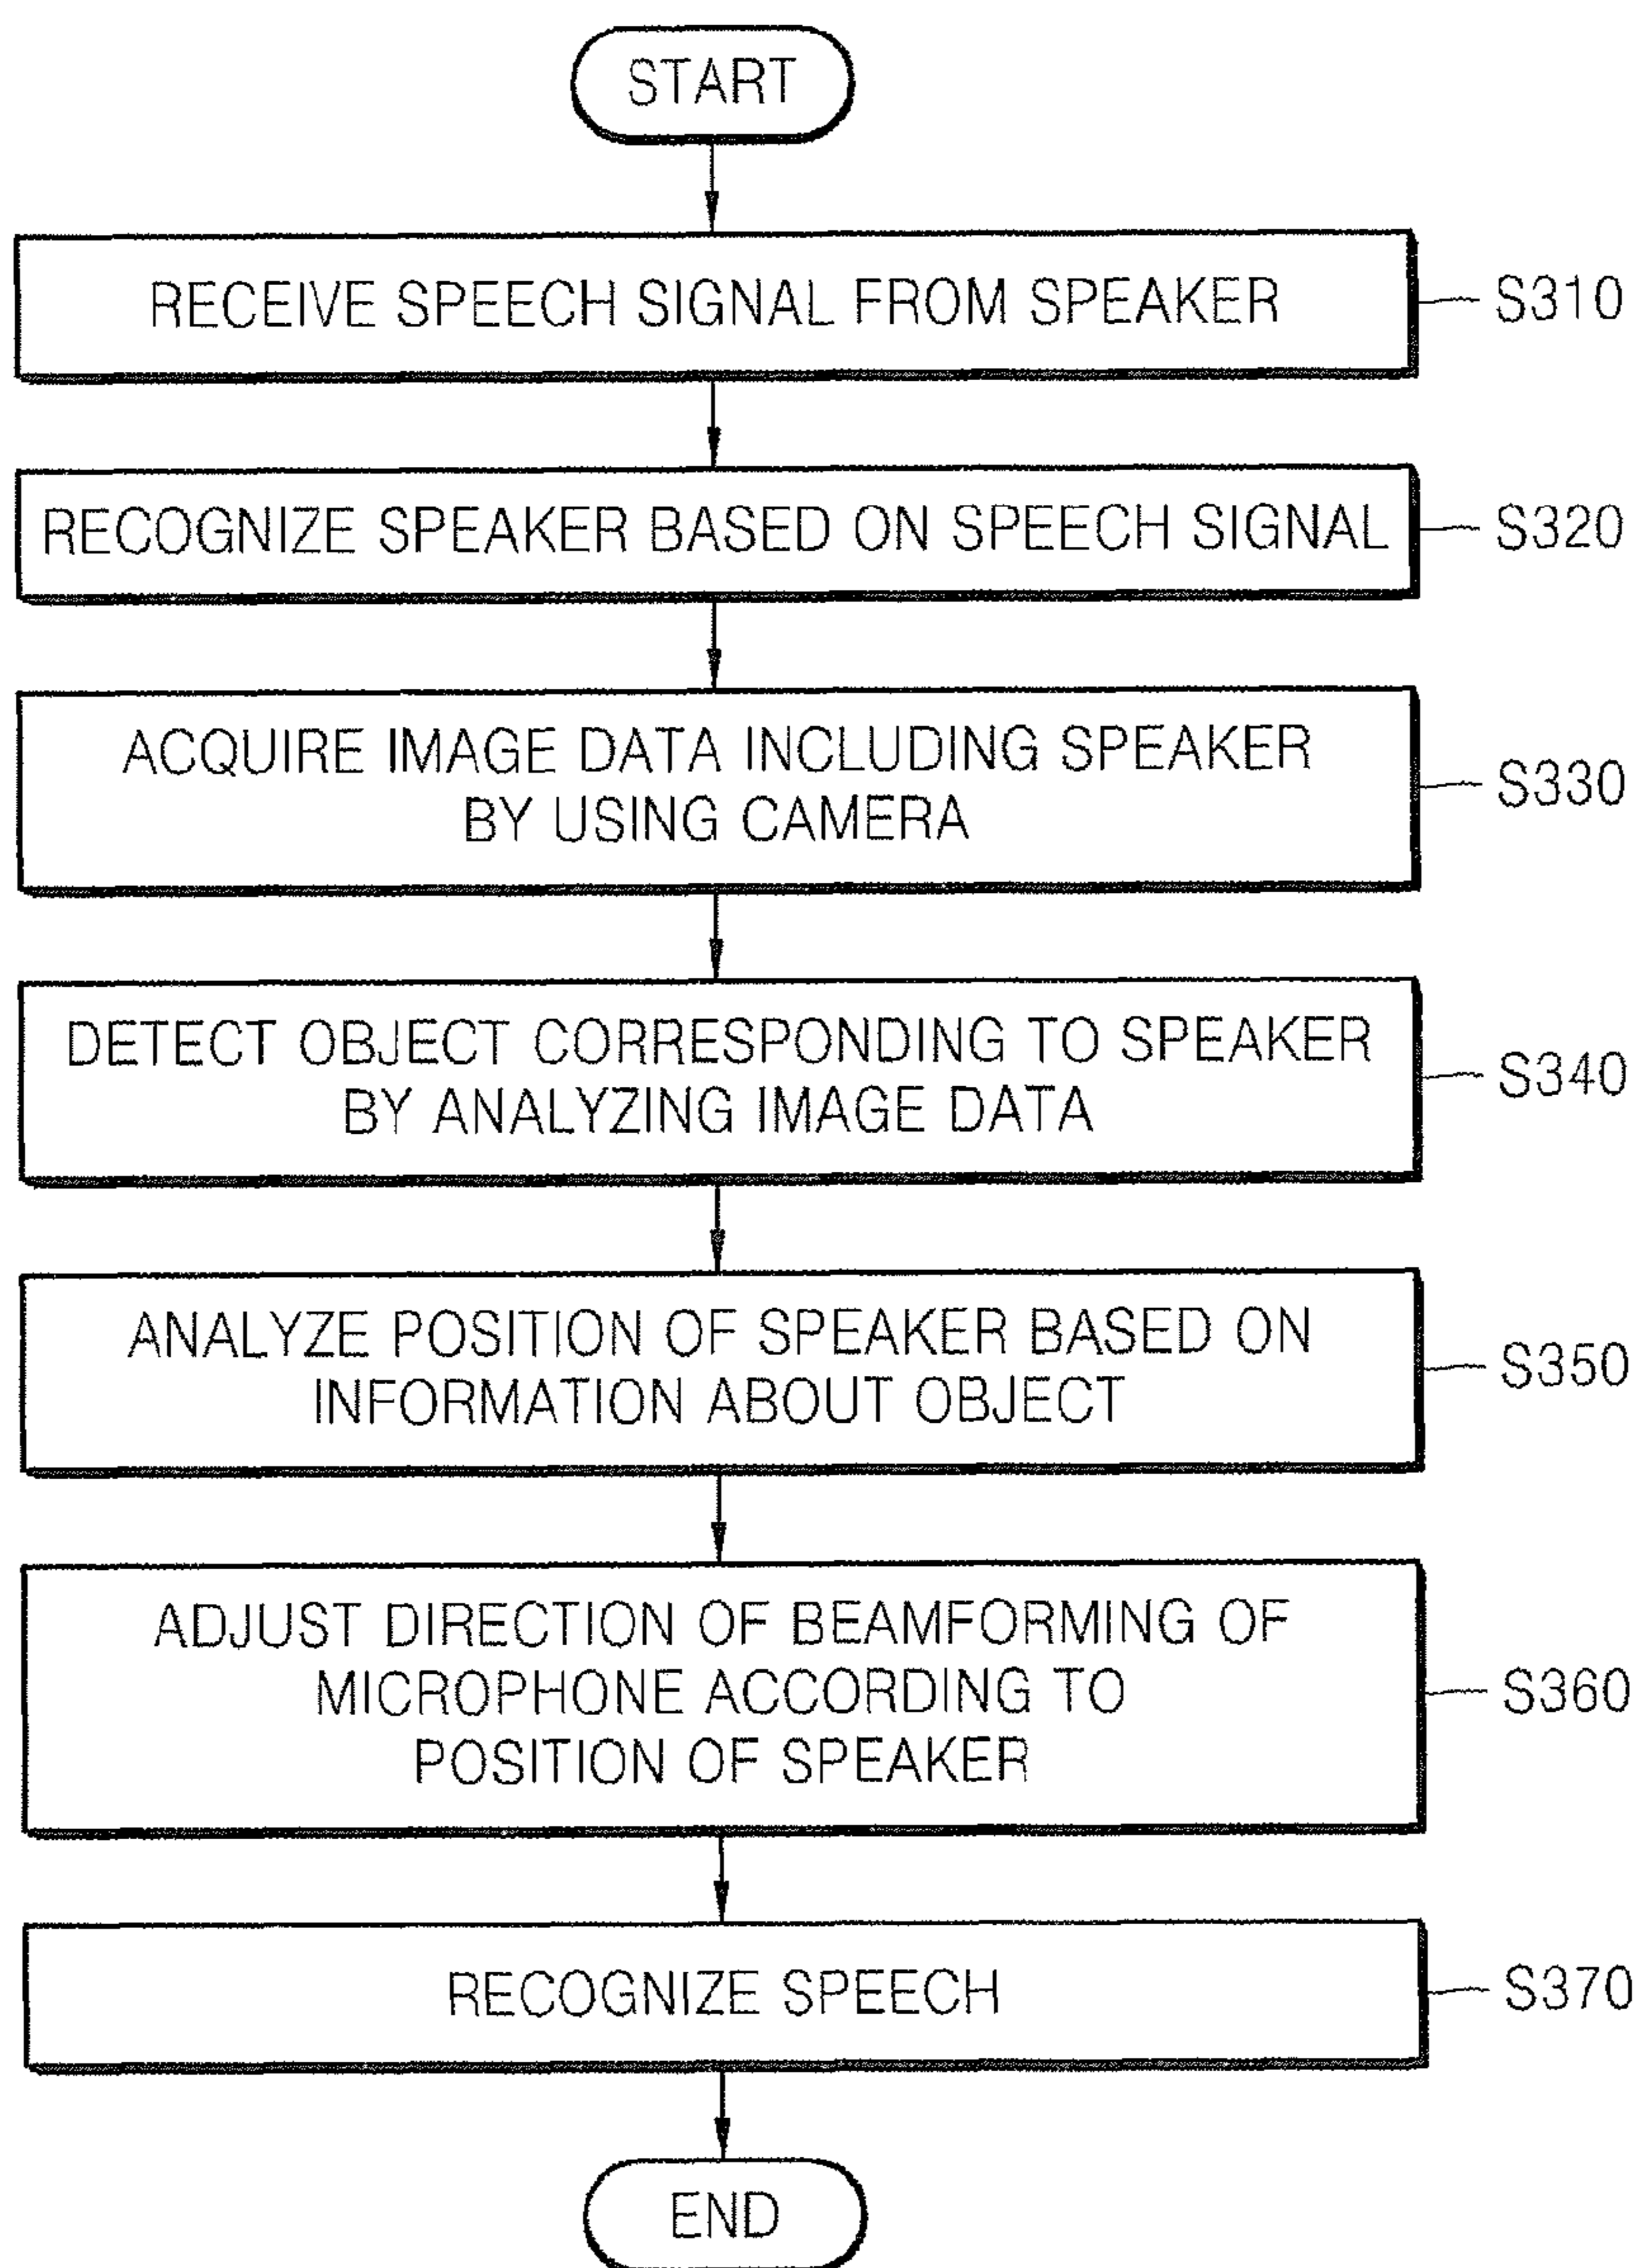 START
RECEIVE SPEECH SIGNAL FROM SPEAKER
S310
RECOGNIZE SPEAKER BASED ON SPEECH SIGNAL
S320
ACQUIRE IMAGE DATA INCLUDING SPEAKER
BY USING CAMERA
S330
DETECT OBJECT CORRESPONDING TO SPEAKER
BY ANALYZING IMAGE DATA
S340
ANALYZE POSITION OF SPEAKER BASED ON
INFORMATION ABOUT OBJECT
S350
ADJUST DIRECTION OF BEAMFORMING OF
MICROPHONE ACCORDING TO
POSITION OF SPEAKER
S360
RECOGNIZE SPEECH
S370
END